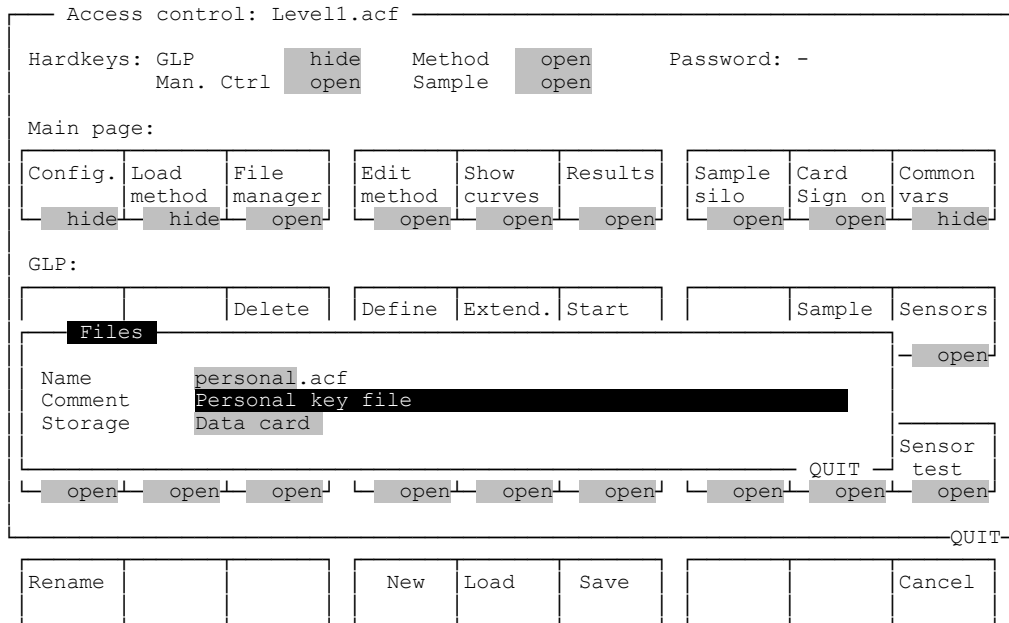 Access control: Level1.acf
Hardkeys: GLP hide Method open Password: -
Man. Ctrl open Sample open
Main page:
Config. Load File Edit Show Results Sample Card Common
method manager method curves silo Sign on vars
hide hide open open open open open open hide
GLP:
Delete Define Extend. Start Sample Sensors
Files
open
Name personal.acf
Comment Personal key file
Storage Data card
Sensor
QUIT test
open open open open open open open open open
QUIT
Rename New Load Save Cancel